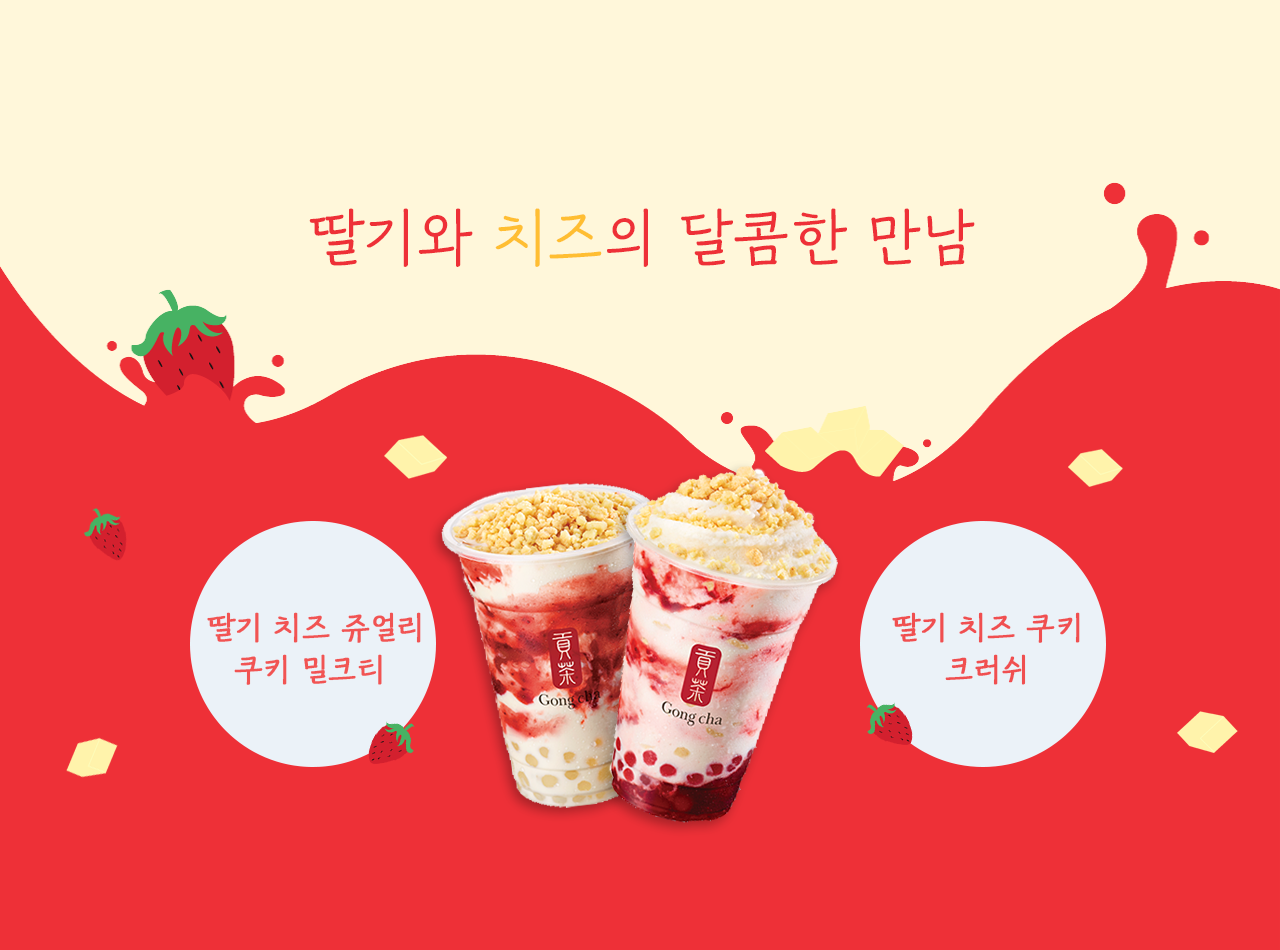 딸기와 치즈의 달콤한 만남
딸기 치즈 쥬얼리
쿠키 밀크티
딸기 치즈 쿠키
크러쉬
貢茶
Gong cha
貢茶
Gong cha